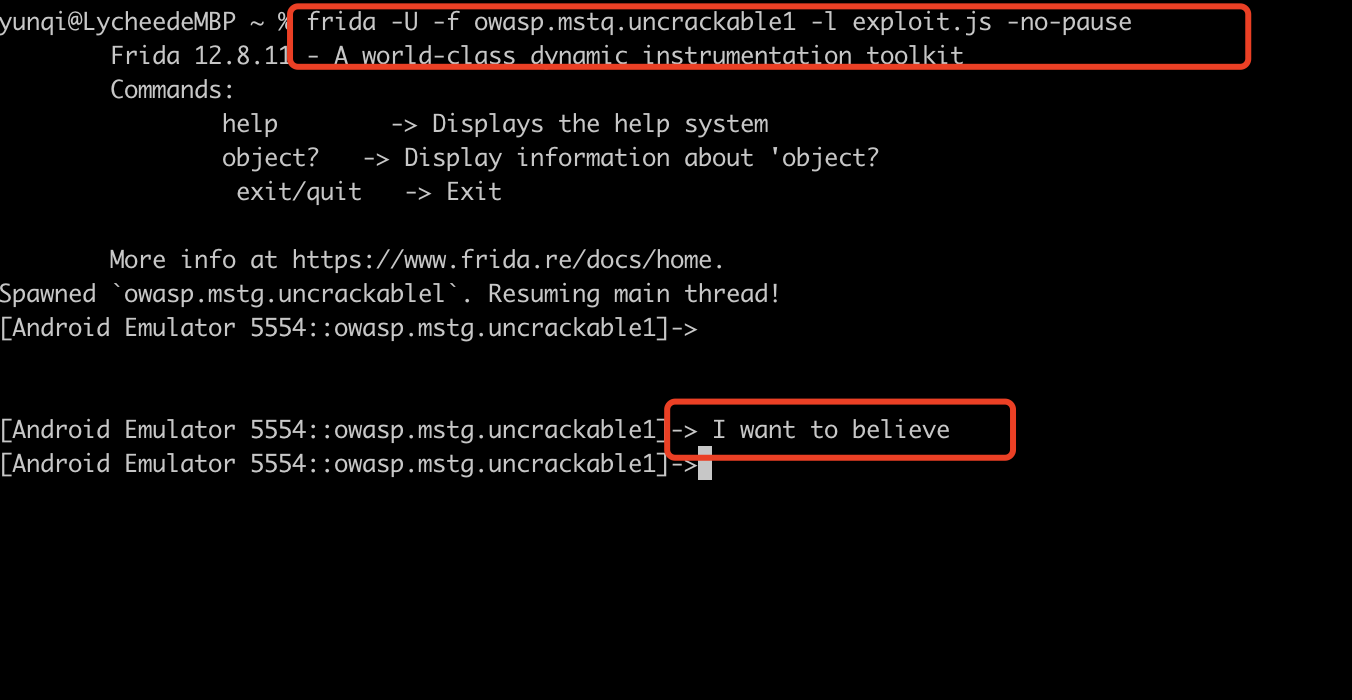 yunqi@LycheedeMBP ~ % frida -U -f owasp.mstq.uncrackable1 -l exploit.js -no-pause
Frida 12.8.11 - A world-class dynamic instrumentation toolkit
Commands:
help -> Displays the help system
object? -> Display information about 'object?
exit/quit -> Exit
More info at https://www.frida.re/docs/home.
Spawned `owasp.mstg.uncrackablel`. Resuming main thread!
[Android Emulator 5554::owasp.mstg.uncrackable1]->
[Android Emulator 5554::owasp.mstg.uncrackable1]-> I want to believe
[Android Emulator 5554::owasp.mstg.uncrackable1]->